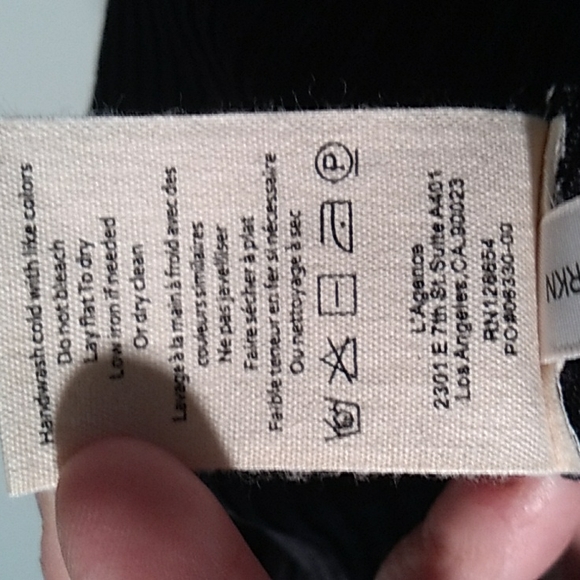 Handwash cold with like colors
Do not bleach
Lay flat To dry
Low iron if needed
Or dry clean
Lavage à la main à froid avec des
couleurs similaires
Ne pas javelliser
Faire sécher à plat
Faible teneur en fer si nécessaire
Ou nettoyage à sec
P
L'Agence
2301 E 7th St. Suite A401
Los Angeles, CA, 90023
RN128654
PO#06330-00
RKN